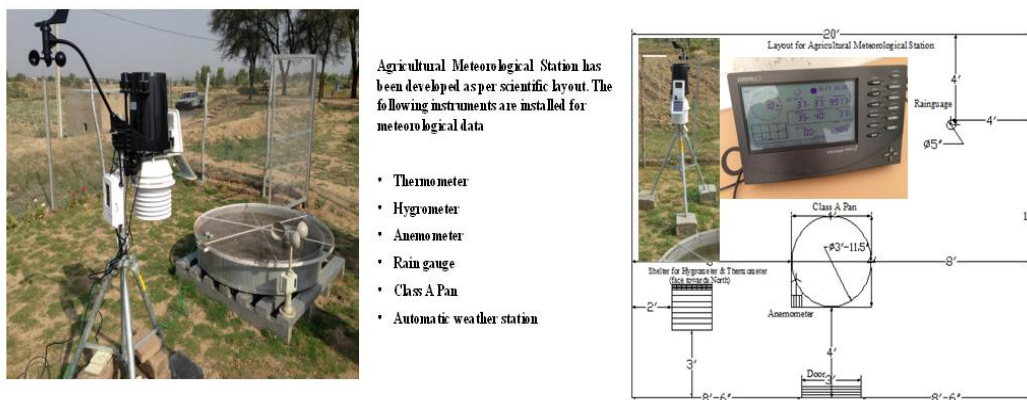 Agricultural Meteorological Station has
been developed as per scientific layout. The
following instruments are installed for
meteorological data
• Thermometer
• Hygrometer
• Anemometer
• Rain gauge
• Class A Pan
• Automatic weather station
20'
Layout for Agricultural Meteorological Station
4'
Rainguage
4'
Ø5"
Class A Pan
4'
Ø3'-11.5"
8'
Shelter for Hygrometer & Thermometer
(face towards North)
2'
Anemometer
3'
4'
Door
3'
8'-6"
8'-6"